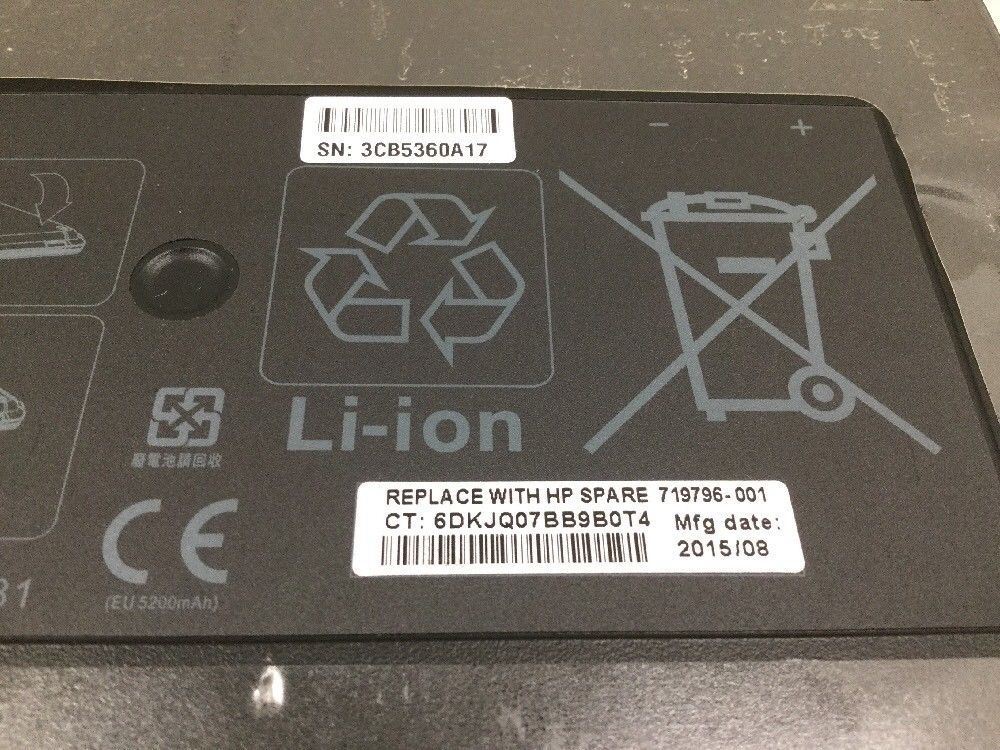 SN: 3CB5360A17
- +
Li-ion
廢電池請回收
REPLACE WITH HP SPARE 719796-001
CT: 6DKJQ07BB9B0T4 Mfg date:
2015/08
CE
(EU 5200mAh)
31